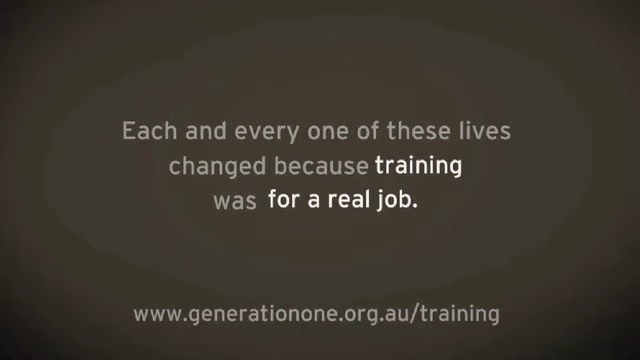 Each and every one of these lives
changed because training
was for a real job.
www.generationone.org.au/training